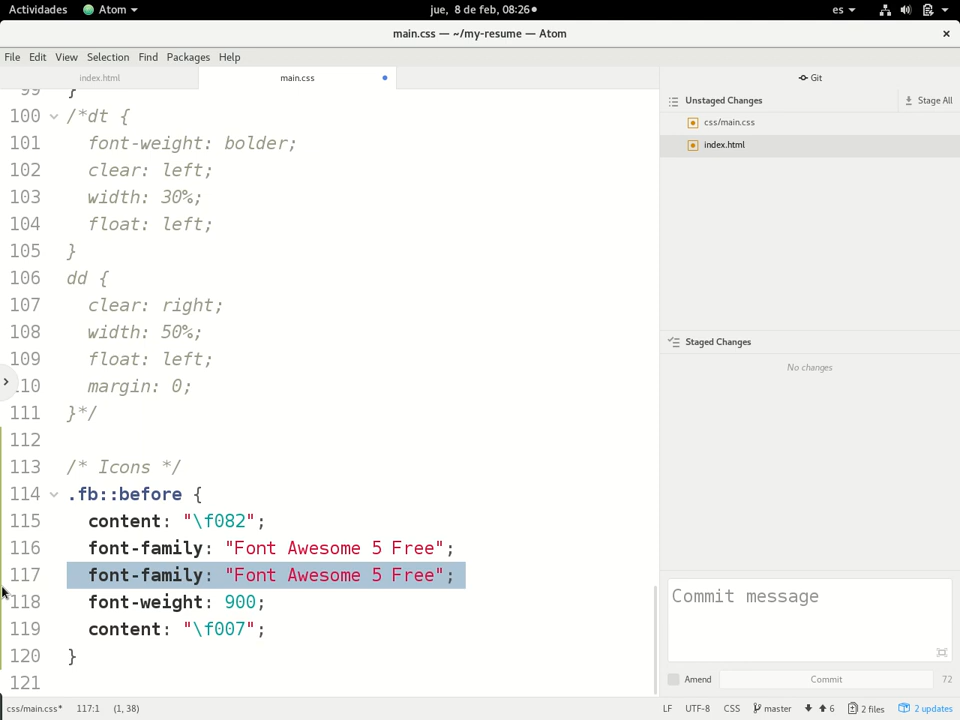 Actividades Atom jue, 8 de feb, 08:26 es
main.css — ~/my-resume — Atom
File Edit View Selection Find Packages Help
index.html main.css Git
Unstaged Changes Stage All
css/main.css
index.html
99 }
100 /*dt {
101 font-weight: bolder;
102 clear: left;
103 width: 30%;
104 float: left;
105 }
106 dd {
107 clear: right;
108 width: 50%;
109 float: left;
110 margin: 0;
111 }*/
112
113 /* Icons */
114 .fb::before {
115 content: "\f082";
116 font-family: "Font Awesome 5 Free";
117 font-family: "Font Awesome 5 Free";
118 font-weight: 900;
119 content: "\f007";
120 }
121
Staged Changes
No changes
Commit message
Amend Commit 72
css/main.css* 117:1 (1, 38) LF UTF-8 CSS master 6 2 files 2 updates